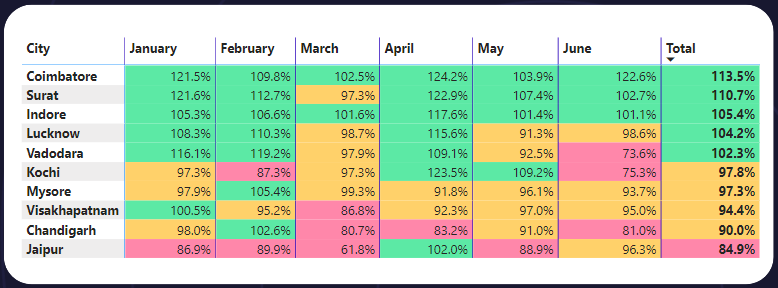 City January February March April May June Total
Coimbatore 121.5% 109.8% 102.5% 124.2% 103.9% 122.6% 113.5%
Surat 121.6% 112.7% 97.3% 122.9% 107.4% 102.7% 110.7%
Indore 105.3% 106.6% 101.6% 117.6% 101.4% 101.1% 105.4%
Lucknow 108.3% 110.3% 98.7% 115.6% 91.3% 98.6% 104.2%
Vadodara 116.1% 119.2% 97.9% 109.1% 92.5% 73.6% 102.3%
Kochi 97.3% 87.3% 97.3% 123.5% 109.2% 75.3% 97.8%
Mysore 97.9% 105.4% 99.3% 91.8% 96.1% 93.7% 97.3%
Visakhapatnam 100.5% 95.2% 86.8% 92.3% 97.0% 95.0% 94.4%
Chandigarh 98.0% 102.6% 80.7% 83.2% 91.0% 81.0% 90.0%
Jaipur 86.9% 89.9% 61.8% 102.0% 88.9% 96.3% 84.9%